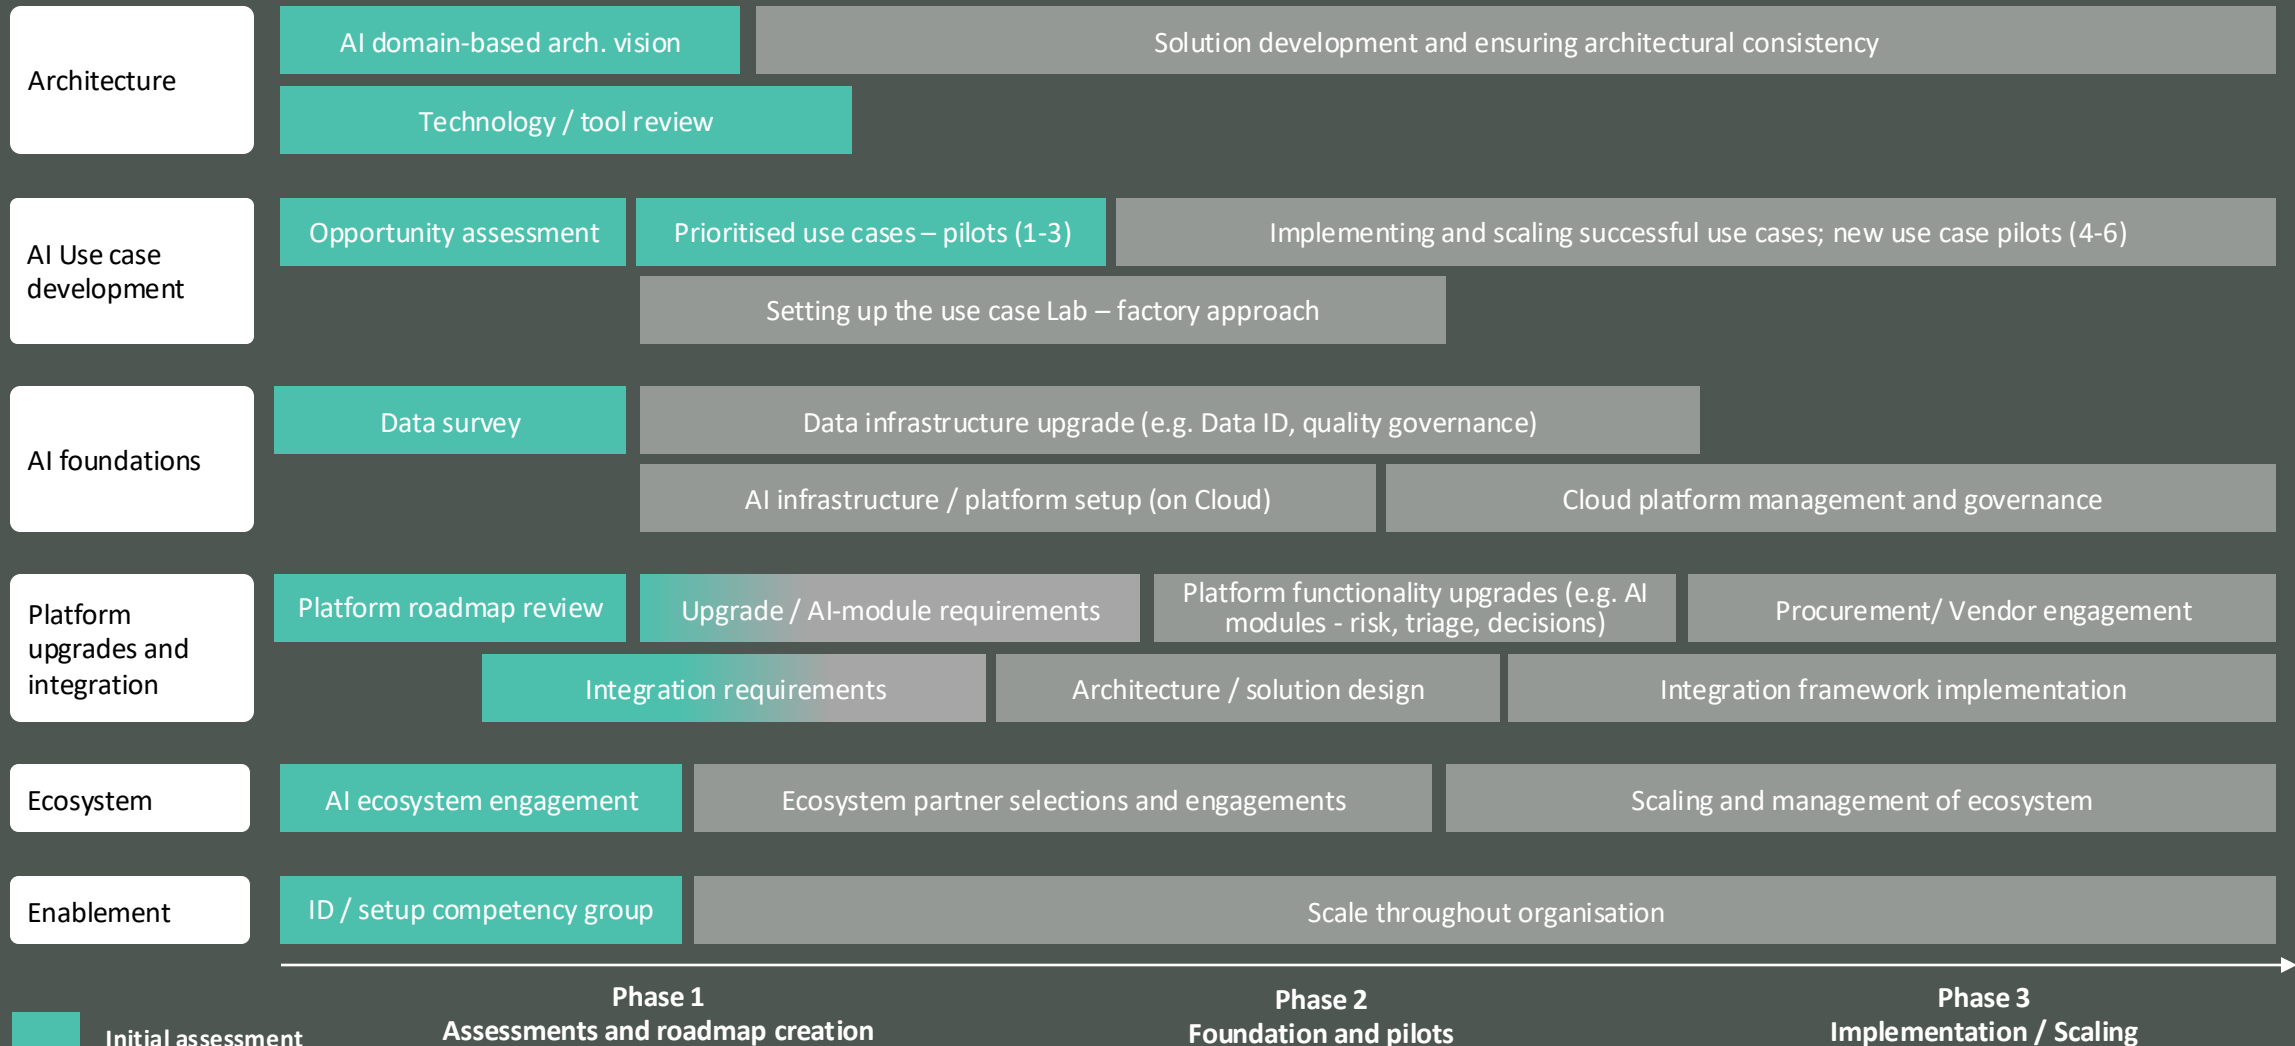 Architecture
AI domain-based arch. vision
Solution development and ensuring architectural consistency
Technology / tool review
AI Use case
development
Opportunity assessment
Prioritised use cases – pilots (1-3)
Implementing and scaling successful use cases; new use case pilots (4-6)
Setting up the use case Lab – factory approach
AI foundations
Data survey
Data infrastructure upgrade (e.g. Data ID, quality governance)
AI infrastructure / platform setup (on Cloud)
Cloud platform management and governance
Platform
upgrades and
integration
Platform roadmap review
Upgrade / AI-module requirements
Platform functionality upgrades (e.g. AI
modules - risk, triage, decisions)
Procurement/ Vendor engagement
Integration requirements
Architecture / solution design
Integration framework implementation
Ecosystem
AI ecosystem engagement
Ecosystem partner selections and engagements
Scaling and management of ecosystem
Enablement
ID / setup competency group
Scale throughout organisation
Phase 1
Assessments and roadmap creation
Phase 2
Foundation and pilots
Phase 3
Implementation / Scaling
Initial assessment